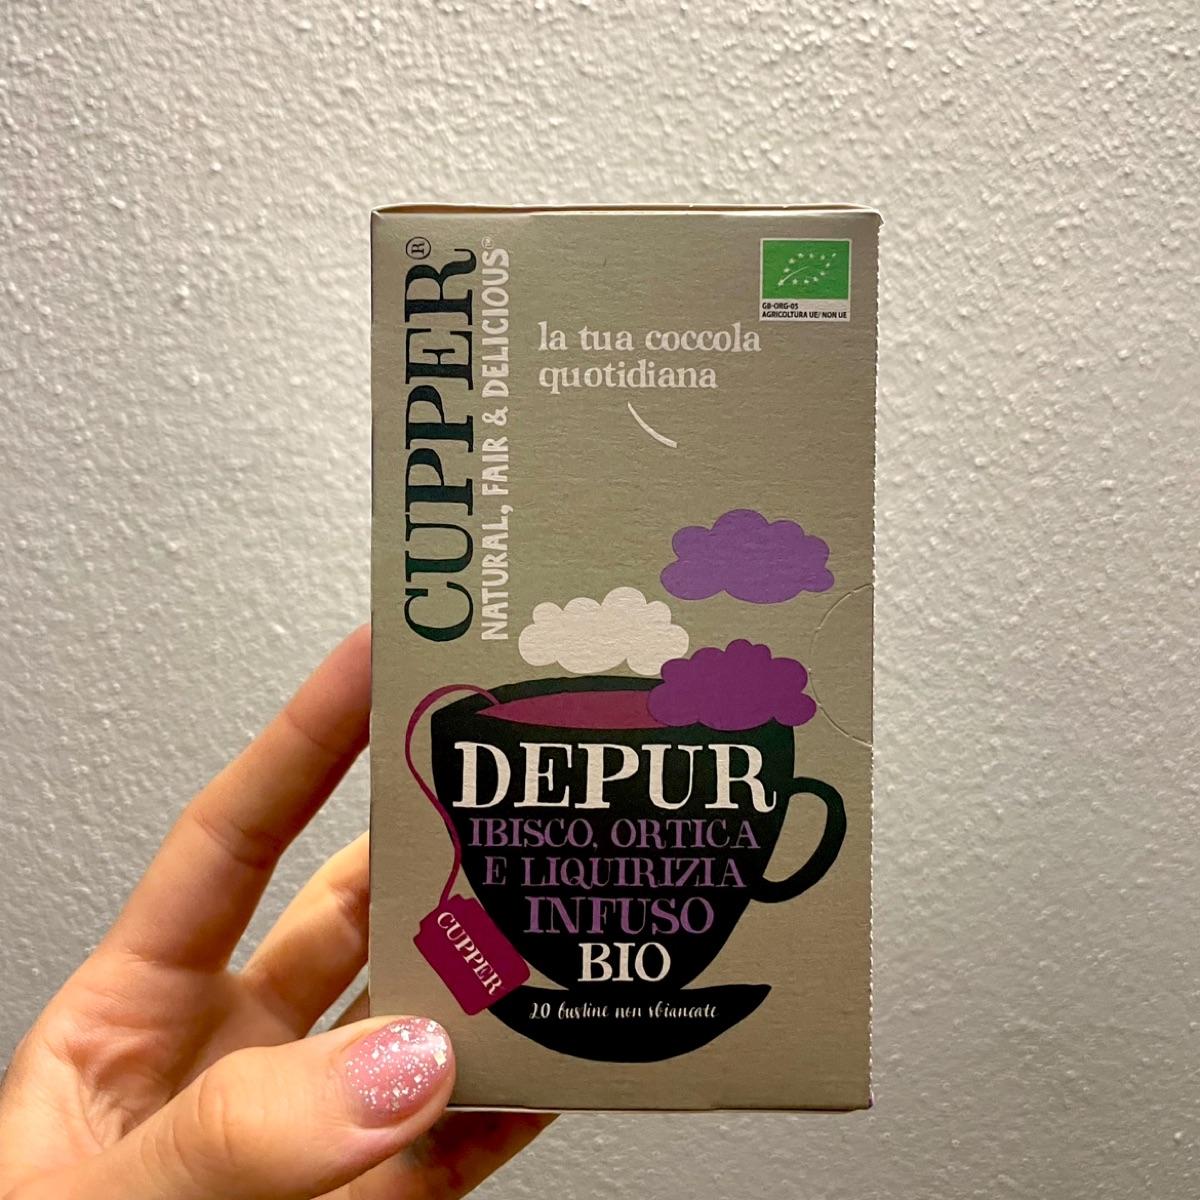 CUPPER®
NATURAL, FAIR & DELICIOUS™
GB-ORG-05
AGRICOLTURA UE/ NON UE
la tua coccola
quotidiana
DEPUR
IBISCO, ORTICA
E LIQUIRIZIA
INFUSO
BIO
CUPPER
20 bustine non sbiancate